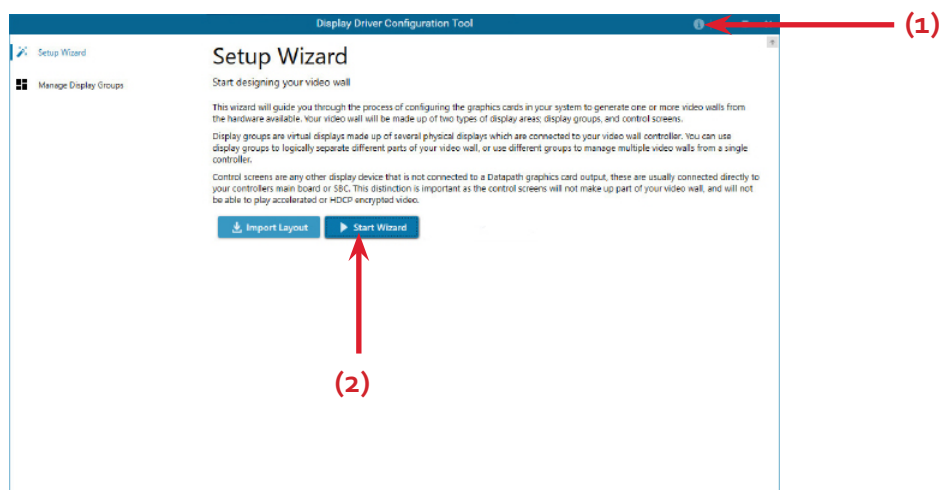 Display Driver Configuration Tool
(1)
Setup Wizard
Manage Display Groups
Setup Wizard
Start designing your video wall
This wizard will guide you through the process of configuring the graphics cards in your system to generate one or more video walls from
the hardware available. Your video wall will be made up of two types of display areas; display groups, and control screens.
Display groups are virtual displays made up of several physical displays which are connected to your video wall controller. You can use
display groups to logically separate different parts of your video wall, or use different groups to manage multiple video walls from a single
controller.
Control screens are any other display device that is not connected to a Datapath graphics card output, these are usually connected directly to
your controllers main board or SBC. This distinction is important as the control screens will not make up part of your video wall, and will not
be able to play accelerated or HDCP encrypted video.
Import Layout
Start Wizard
(2)